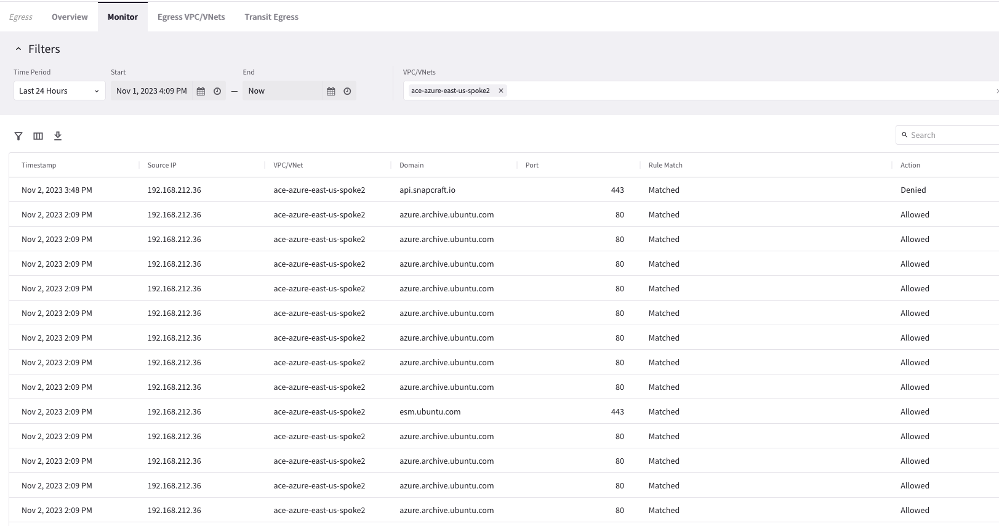 Egress Overview Monitor Egress VPC/VNets Transit Egress
Filters
Time Period Start End VPC/VNets
Last 24 Hours Nov 1, 2023 4:09 PM — Now ace-azure-east-us-spoke2 ×
Search
Timestamp Source IP VPC/VNet Domain Port Rule Match Action
Nov 2, 2023 3:48 PM 192.168.212.36 ace-azure-east-us-spoke2 api.snapcraft.io 443 Matched Denied
Nov 2, 2023 2:09 PM 192.168.212.36 ace-azure-east-us-spoke2 azure.archive.ubuntu.com 80 Matched Allowed
Nov 2, 2023 2:09 PM 192.168.212.36 ace-azure-east-us-spoke2 azure.archive.ubuntu.com 80 Matched Allowed
Nov 2, 2023 2:09 PM 192.168.212.36 ace-azure-east-us-spoke2 azure.archive.ubuntu.com 80 Matched Allowed
Nov 2, 2023 2:09 PM 192.168.212.36 ace-azure-east-us-spoke2 azure.archive.ubuntu.com 80 Matched Allowed
Nov 2, 2023 2:09 PM 192.168.212.36 ace-azure-east-us-spoke2 azure.archive.ubuntu.com 80 Matched Allowed
Nov 2, 2023 2:09 PM 192.168.212.36 ace-azure-east-us-spoke2 azure.archive.ubuntu.com 80 Matched Allowed
Nov 2, 2023 2:09 PM 192.168.212.36 ace-azure-east-us-spoke2 azure.archive.ubuntu.com 80 Matched Allowed
Nov 2, 2023 2:09 PM 192.168.212.36 ace-azure-east-us-spoke2 azure.archive.ubuntu.com 80 Matched Allowed
Nov 2, 2023 2:09 PM 192.168.212.36 ace-azure-east-us-spoke2 esm.ubuntu.com 443 Matched Allowed
Nov 2, 2023 2:09 PM 192.168.212.36 ace-azure-east-us-spoke2 azure.archive.ubuntu.com 80 Matched Allowed
Nov 2, 2023 2:09 PM 192.168.212.36 ace-azure-east-us-spoke2 azure.archive.ubuntu.com 80 Matched Allowed
Nov 2, 2023 2:09 PM 192.168.212.36 ace-azure-east-us-spoke2 azure.archive.ubuntu.com 80 Matched Allowed
Nov 2, 2023 2:09 PM 192.168.212.36 ace-azure-east-us-spoke2 azure.archive.ubuntu.com 80 Matched Allowed